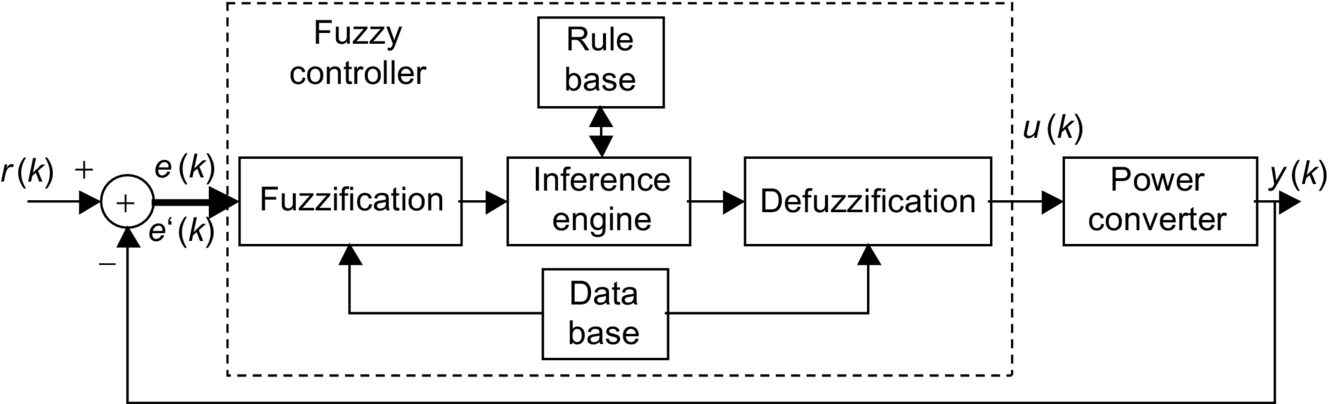 Fuzzy
controller
Rule
base
r(k)
+
+
–
e(k)
e‘(k)
Fuzzification
Inference
engine
Defuzzification
u(k)
Power
converter
y(k)
Data
base